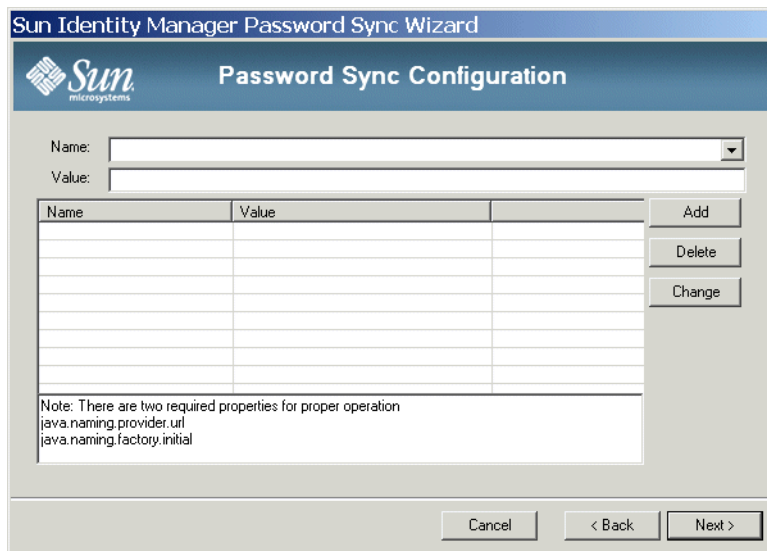 Sun Identity Manager Password Sync Wizard
Sun
microsystems
Password Sync Configuration
Name:
Value:
Name Value
Add
Delete
Change
Note: There are two required properties for proper operation
java.naming.provider.url
java.naming.factory.initial
Cancel < Back Next >